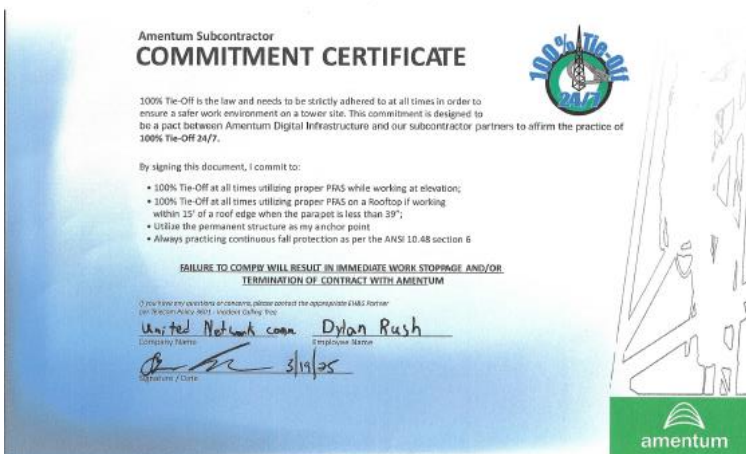 Amentum Subcontractor
COMMITMENT CERTIFICATE
100% Tie-Off
24/7
100% Tie-Off is the law and needs to be strictly adhered to at all times in order to
ensure a safer work environment on a tower site. This commitment is designed to
be a pact between Amentum Digital Infrastructure and our subcontractor partners to affirm the practice of
100% Tie-Off 24/7.
By signing this document, I commit to:
• 100% Tie-Off at all times utilizing proper PFAS while working at elevation;
• 100% Tie-Off at all times utilizing proper PFAS on a Rooftop if working
within 15' of a roof edge when the parapet is less than 39";
• Utilize the permanent structure as my anchor point
• Always practicing continuous fall protection as per the ANSI 10.48 section 6
FAILURE TO COMPLY WILL RESULT IN IMMEDIATE WORK STOPPAGE AND/OR
TERMINATION OF CONTRACT WITH AMENTUM
If you have any questions or concerns, please contact the appropriate EH&S Partner
per Telecom Policy 9601 - Incident Calling Tree
United Network comm Dylan Rush
Company Name Employee Name
3/19/25
Signature / Date
amentum